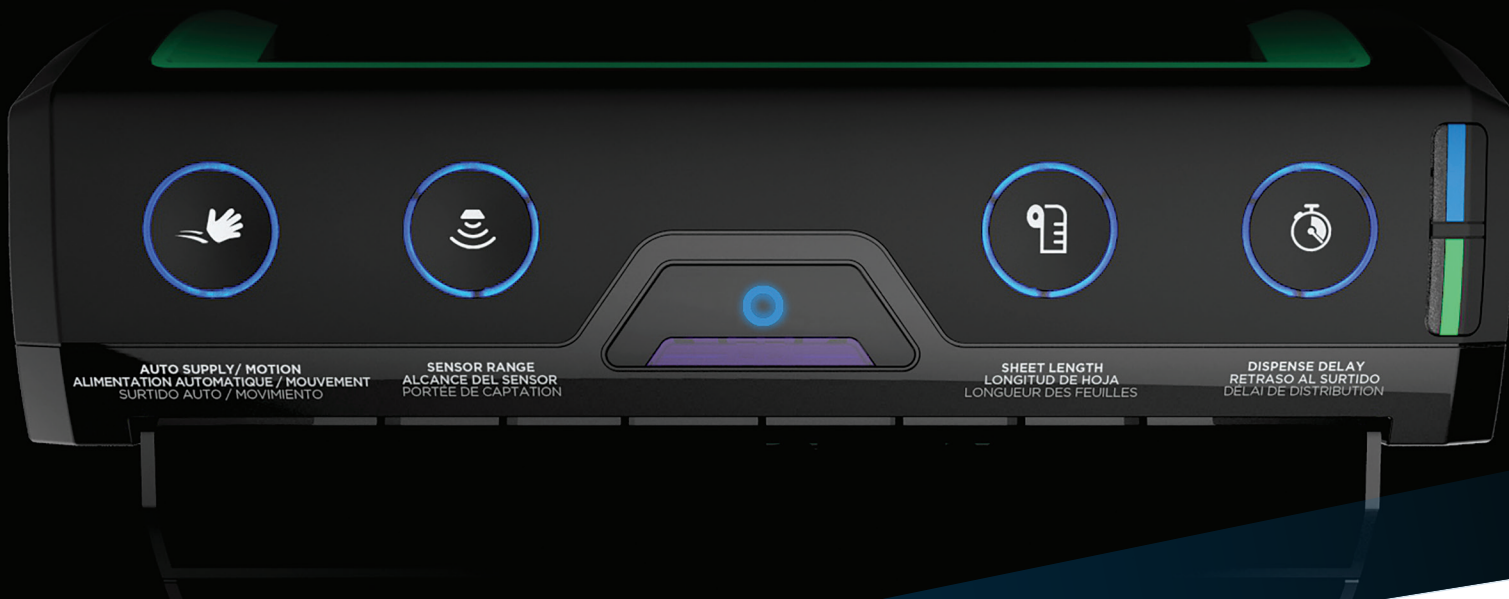 AUTO SUPPLY/ MOTION
ALIMENTATION AUTOMATIQUE / MOUVEMENT
SURTIDO AUTO / MOVIMIENTO
SENSOR RANGE
ALCANCE DEL SENSOR
PORTÉE DE CAPTATION
SHEET LENGTH
LONGITUD DE HOJA
LONGUEUR DES FEUILLES
DISPENSE DELAY
RETRASO AL SURTIDO
DÉLAI DE DISTRIBUTION